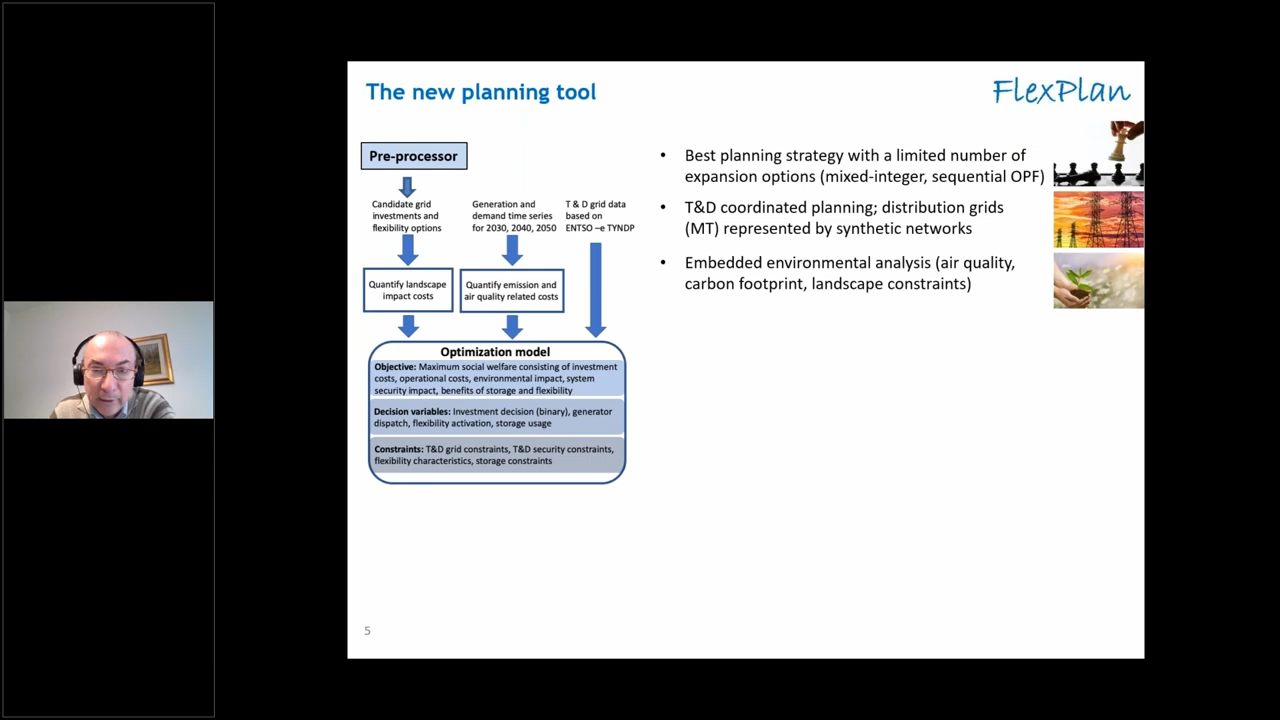 The new planning tool
FlexPlan
Pre-processor
Candidate grid
investments and
flexibility options
Generation and
demand time series
for 2030, 2040, 2050
T & D grid data
based on
ENTSO –e TYNDP
Quantify landscape
impact costs
Quantify emission and
air quality related costs
Optimization model
Objective: Maximum social welfare consisting of investment
costs, operational costs, environmental impact, system
security impact, benefits of storage and flexibility
Decision variables: Investment decision (binary), generator
dispatch, flexibility activation, storage usage
Constraints: T&D grid constraints, T&D security constraints,
flexibility characteristics, storage constraints
• Best planning strategy with a limited number of
expansion options (mixed-integer, sequential OPF)
• T&D coordinated planning; distribution grids
(MT) represented by synthetic networks
• Embedded environmental analysis (air quality,
carbon footprint, landscape constraints)
5